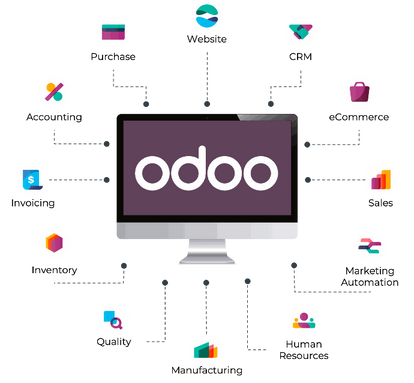 Website
Purchase
CRM
Accounting
eCommerce
odoo
Invoicing
$
Sales
Inventory
Marketing
Automation
Quality
Human
Resources
Manufacturing